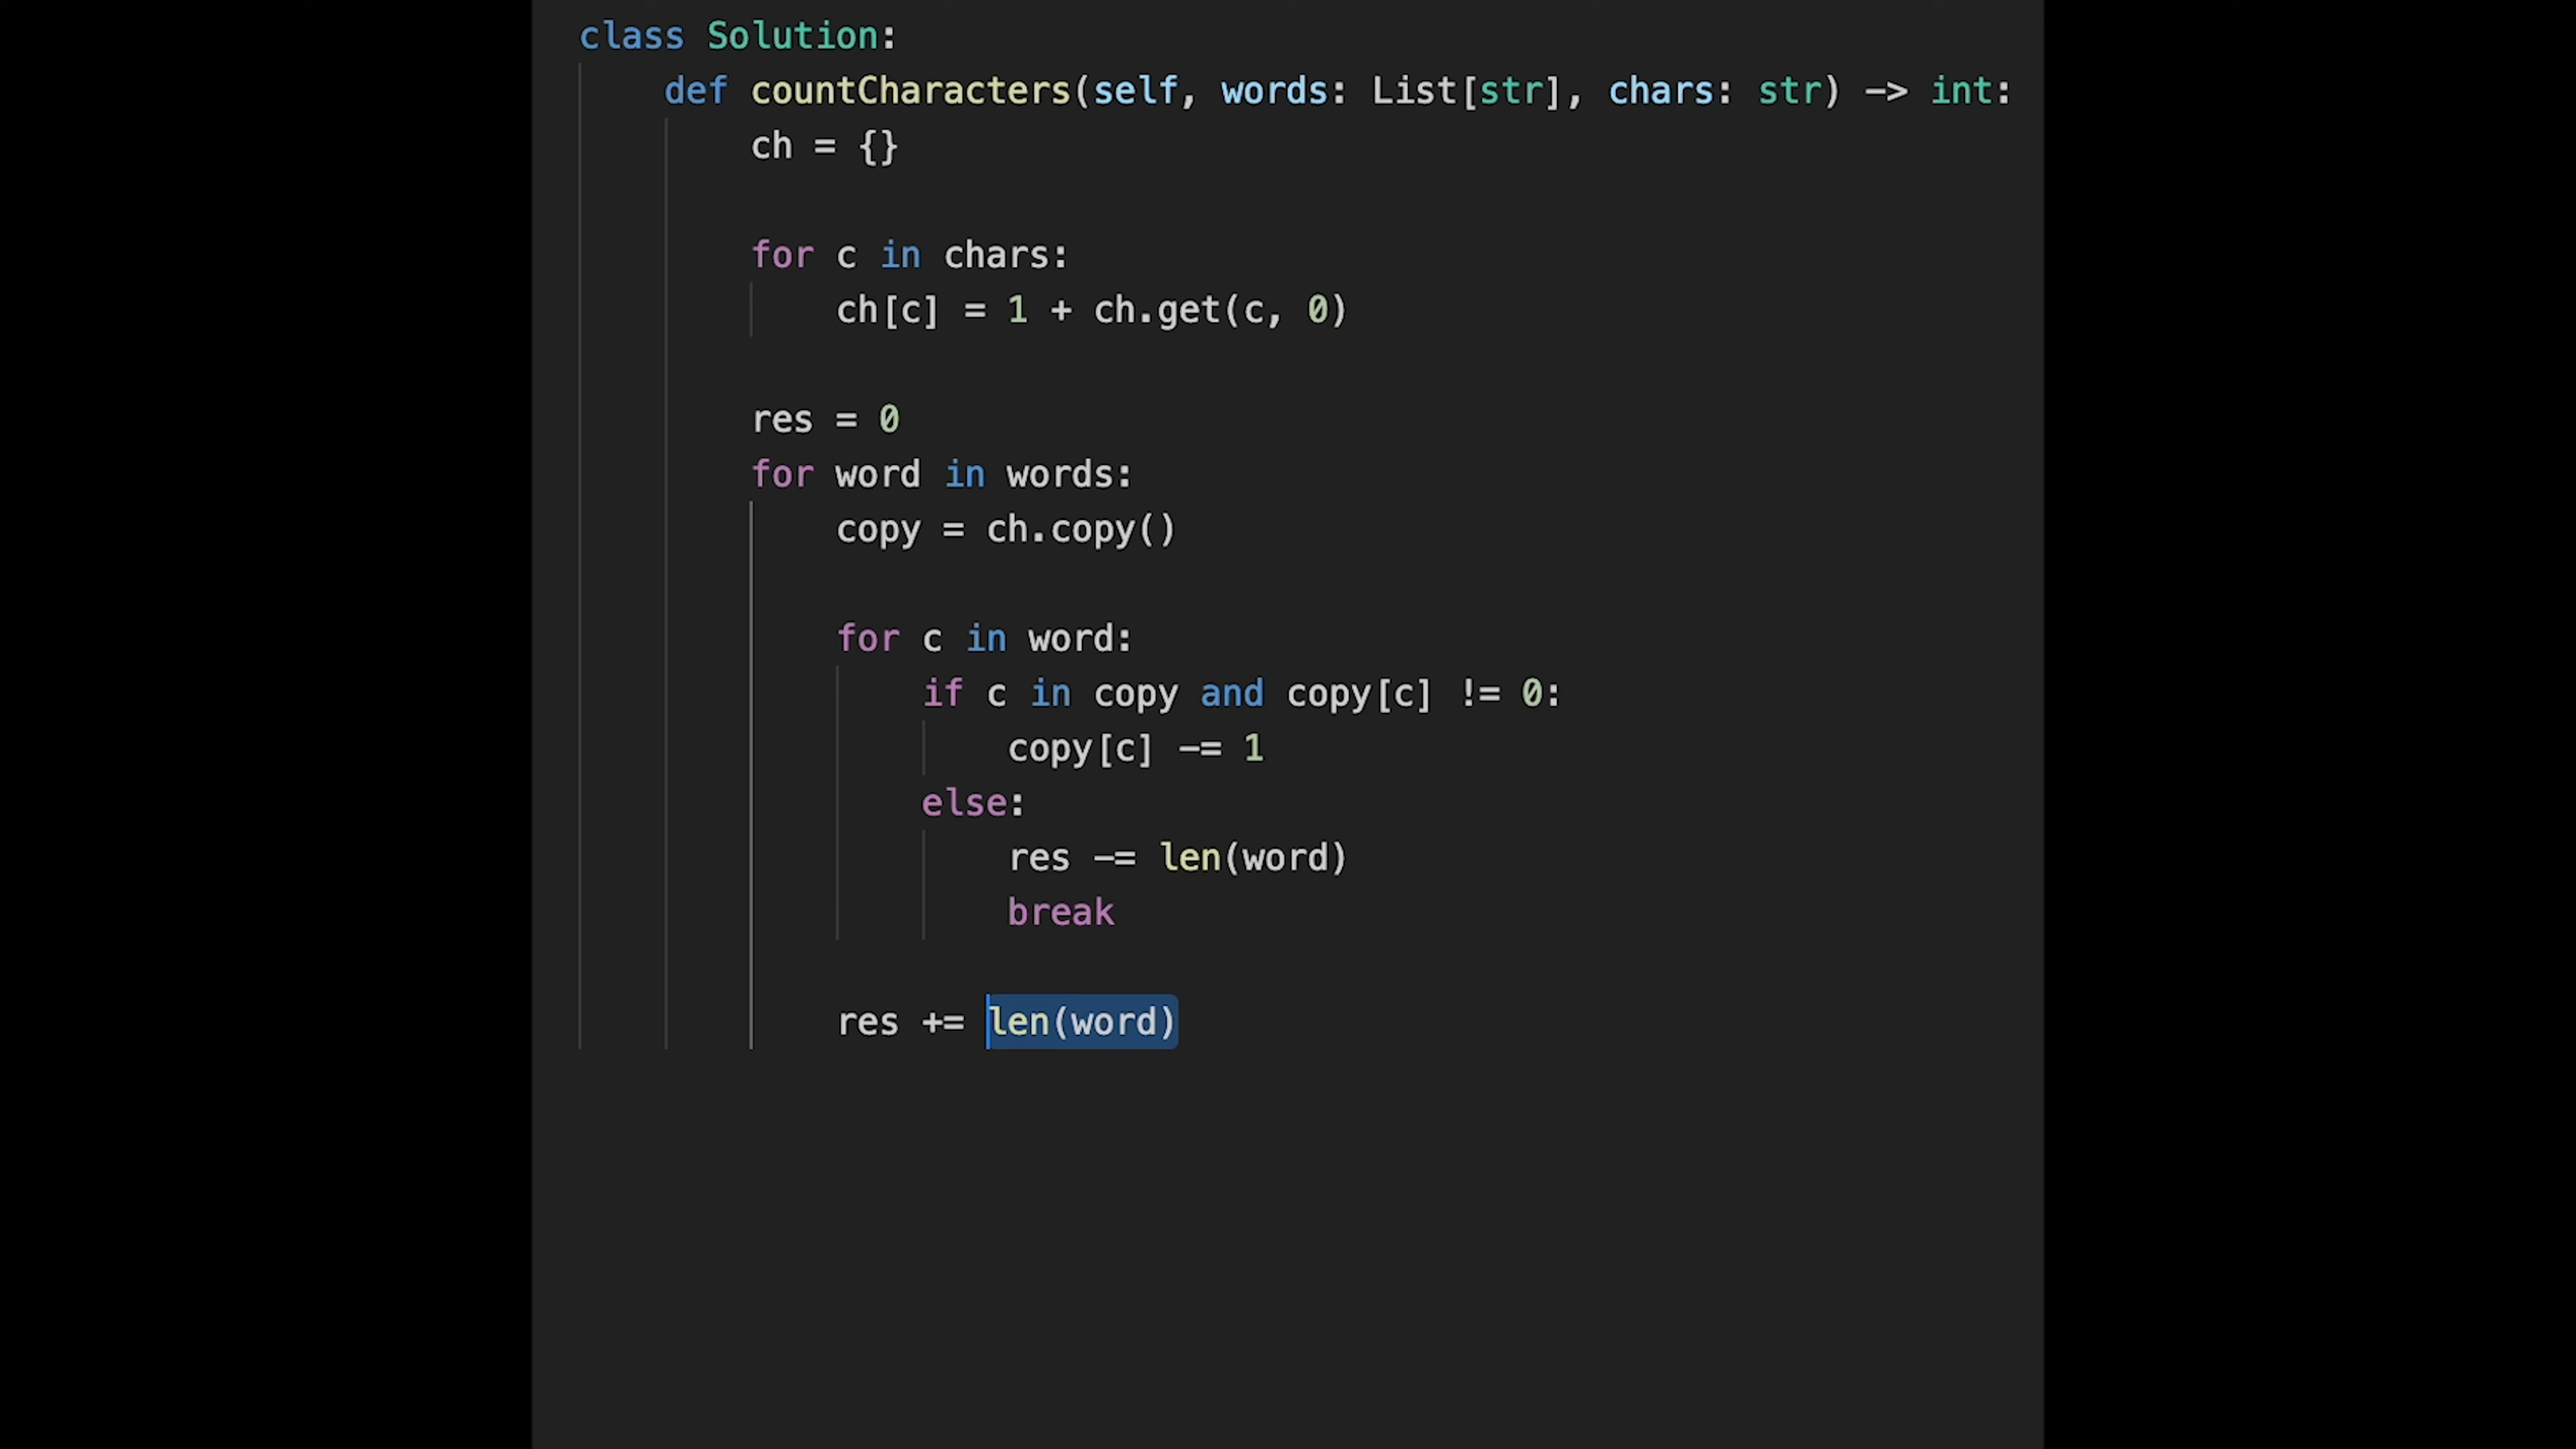 class Solution:
    def countCharacters(self, words: List[str], chars: str) -> int:
        ch = {}
        for c in chars:
            ch[c] = 1 + ch.get(c, 0)
        res = 0
        for word in words:
            copy = ch.copy()
            for c in word:
                if c in copy and copy[c] != 0:
                    copy[c] -= 1
                else:
                    res -= len(word)
                    break
            res += len(word)